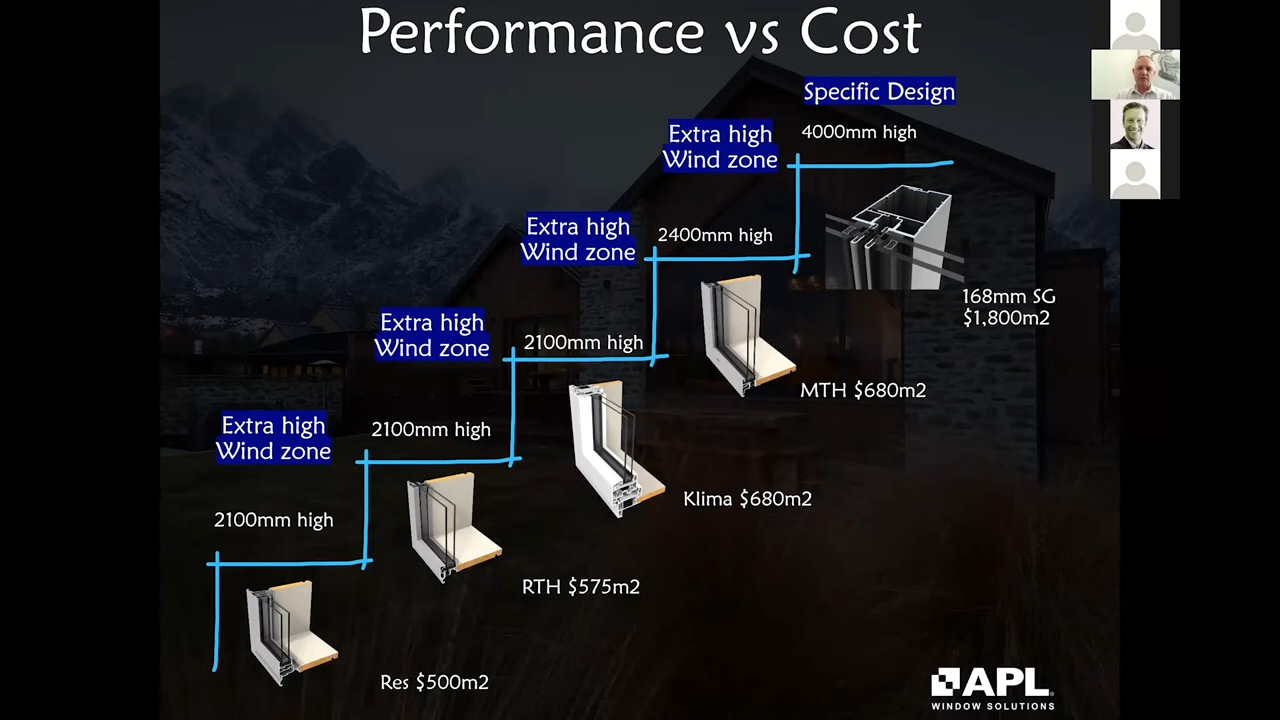 Performance vs Cost
Specific Design
4000mm high
Extra high
Wind zone
168mm SG
$1,800m2
Extra high
Wind zone
2400mm high
MTH $680m2
Extra high
Wind zone
2100mm high
Klima $680m2
Extra high
Wind zone
2100mm high
RTH $575m2
2100mm high
Res $500m2
APL
WINDOW SOLUTIONS